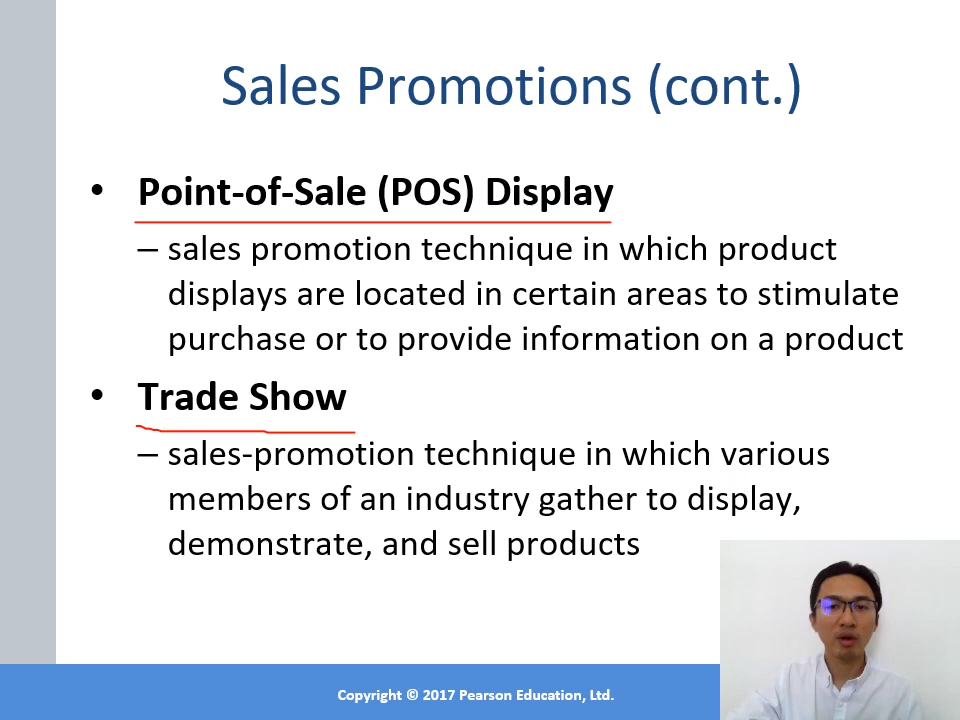 Sales Promotions (cont.)
• Point-of-Sale (POS) Display
– sales promotion technique in which product
displays are located in certain areas to stimulate
purchase or to provide information on a product
• Trade Show
– sales-promotion technique in which various
members of an industry gather to display,
demonstrate, and sell products
Copyright © 2017 Pearson Education, Ltd.